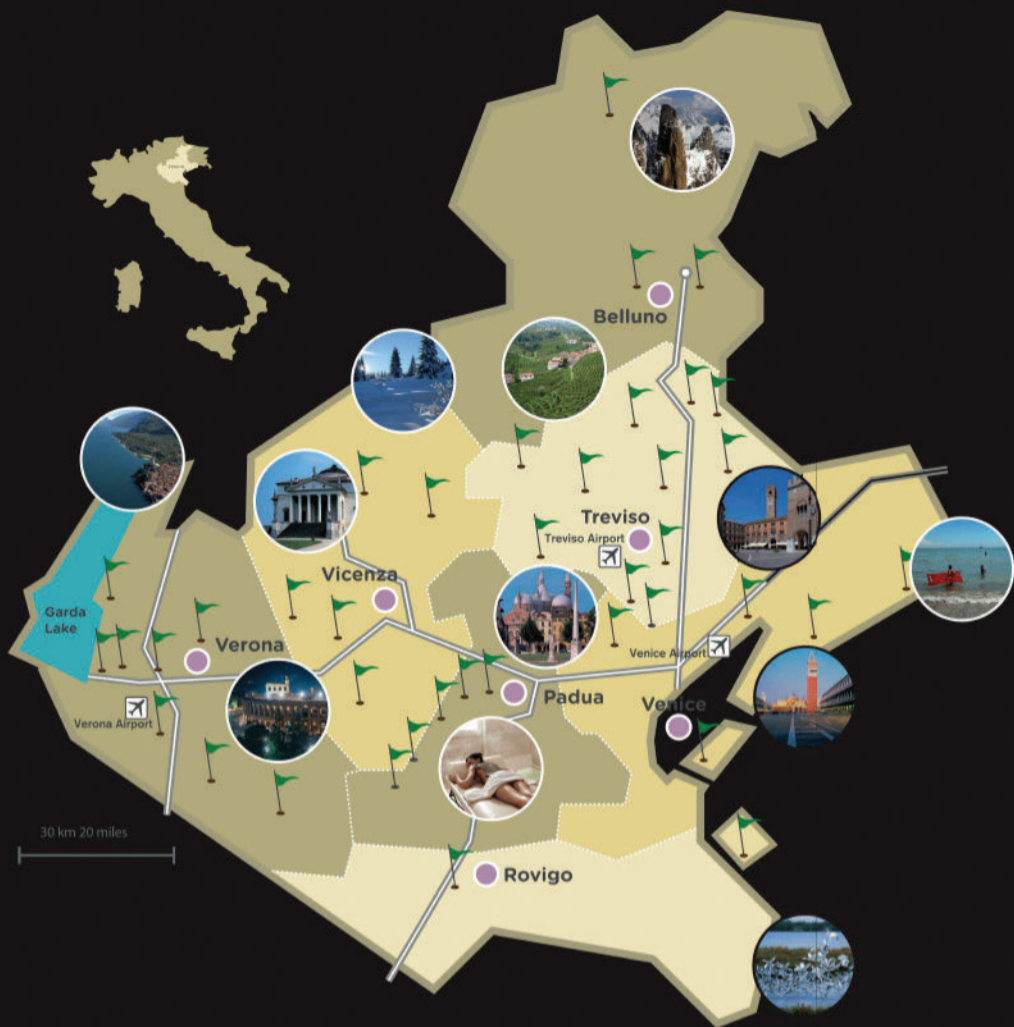 Belluno
Treviso
Treviso Airport
Vicenza
Garda
Lake
Verona
Venice Airport
Padua
Venice
Verona Airport
30 km 20 miles
Rovigo